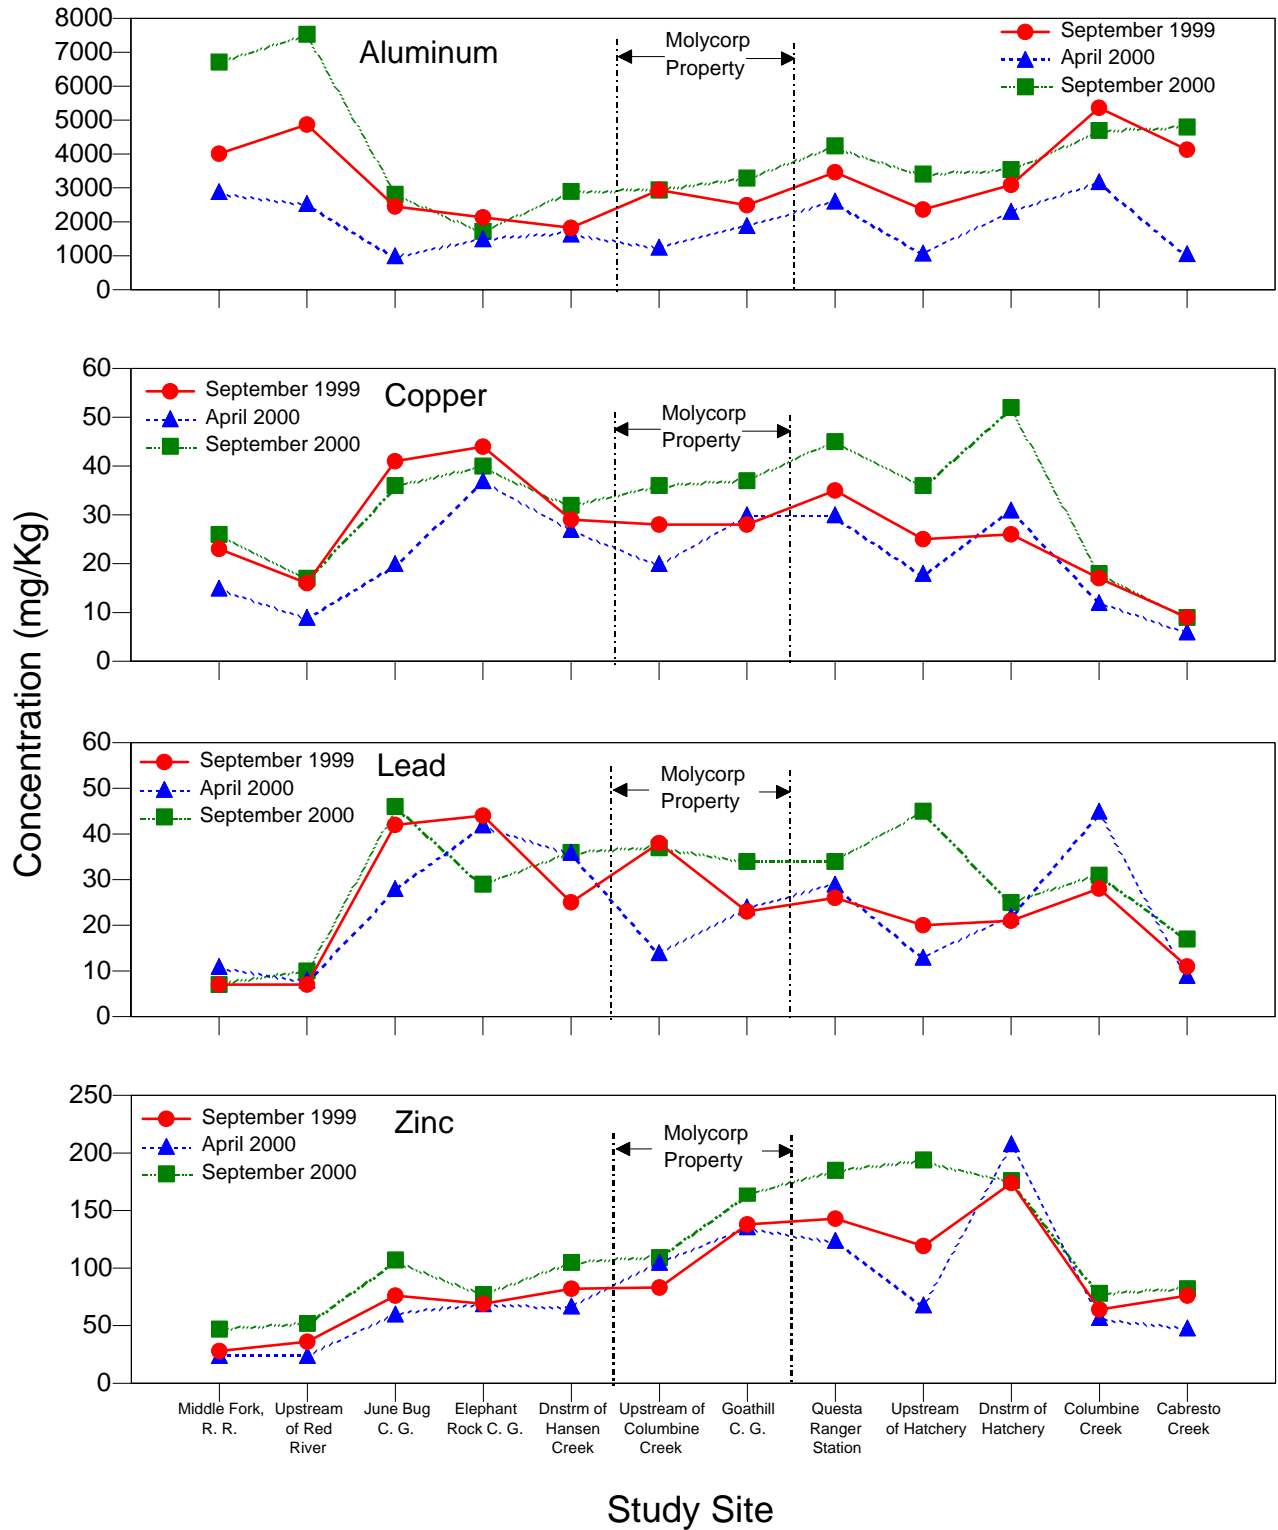 Concentration (mg/Kg)
8000
7000
6000
5000
4000
3000
2000
1000
0
Aluminum
Molycorp
Property
September 1999
April 2000
September 2000
60
50
40
30
20
10
0
September 1999
April 2000
September 2000
Copper
Molycorp
Property
60
50
40
30
20
10
0
September 1999
April 2000
September 2000
Lead
Molycorp
Property
250
200
150
100
50
0
September 1999
April 2000
September 2000
Zinc
Molycorp
Property
Middle Fork,
R. R.
Upstream
of Red
River
June Bug
C. G.
Elephant
Rock C. G.
Dnstrm of
Hansen
Creek
Upstream of
Columbine
Creek
Goathill
C. G.
Questa
Ranger
Station
Upstream
of Hatchery
Dnstrm of
Hatchery
Columbine
Creek
Cabresto
Creek
Study Site